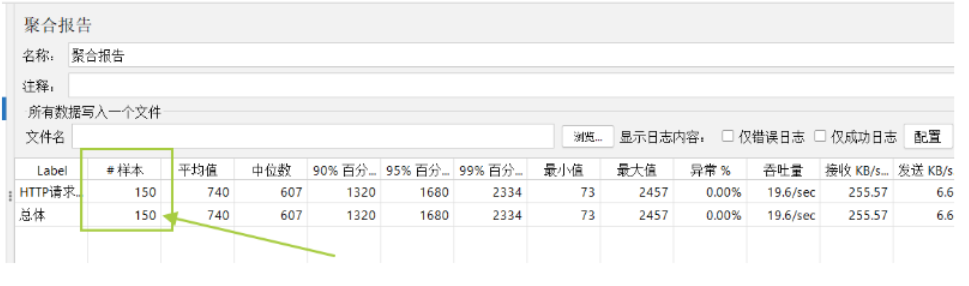 聚合报告
名称： 聚合报告
注释：
所有数据写入一个文件
文件名 浏览... 显示日志内容： 仅错误日志 仅成功日志 配置
Label # 样本 平均值 中位数 90% 百分... 95% 百分... 99% 百分... 最小值 最大值 异常 % 吞吐量 接收 KB/s... 发送 KB/s
HTTP请求... 150 740 607 1320 1680 2334 73 2457 0.00% 19.6/sec 255.57 6.6
总体 150 740 607 1320 1680 2334 73 2457 0.00% 19.6/sec 255.57 6.6